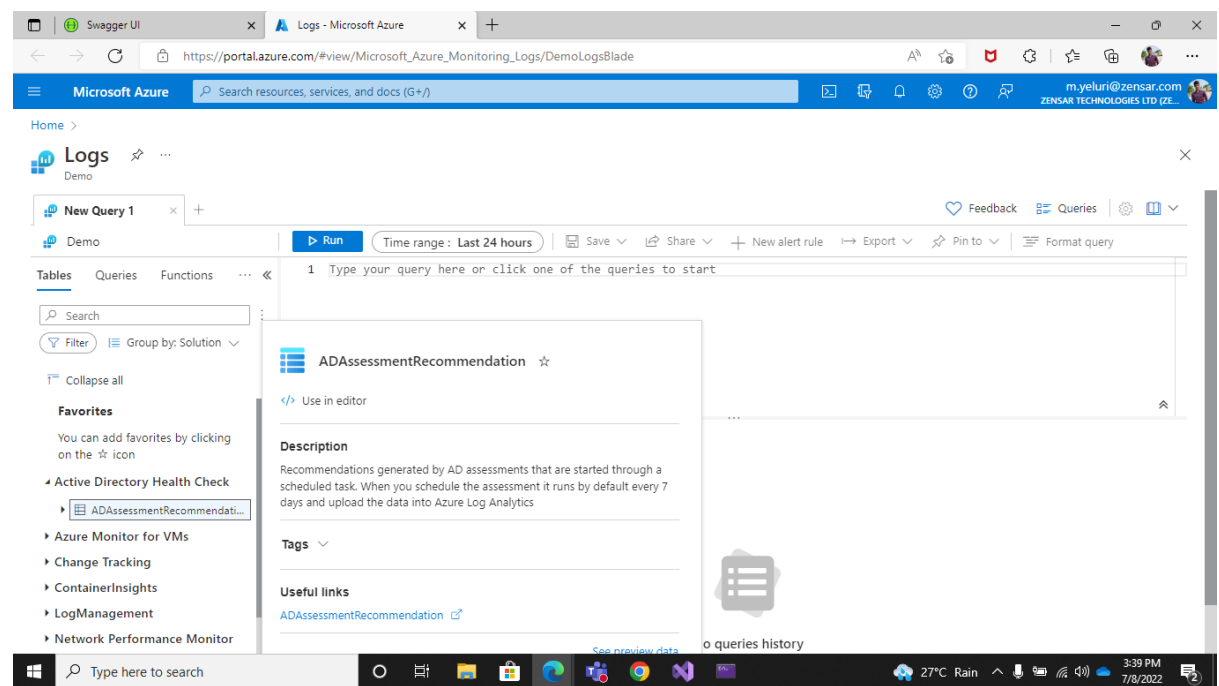 Swagger UI
Logs - Microsoft Azure
https://portal.azure.com/#view/Microsoft_Azure_Monitoring_Logs/DemoLogsBlade
Microsoft Azure
Search resources, services, and docs (G+/)
m.yeluri@zensar.com
ZENSAR TECHNOLOGIES LTD (ZE...
Home >
Logs
Demo
New Query 1
Feedback
Queries
Demo
Run
Time range : Last 24 hours
Save
Share
New alert rule
Export
Pin to
Format query
Tables
Queries
Functions
1 Type your query here or click one of the queries to start
Search
Filter
Group by: Solution
Collapse all
Favorites
You can add favorites by clicking
on the ☆ icon
Active Directory Health Check
ADAssessmentRecommendati...
Azure Monitor for VMs
Change Tracking
ContainerInsights
LogManagement
Network Performance Monitor
ADAssessmentRecommendation
</> Use in editor
Description
Recommendations generated by AD assessments that are started through a
scheduled task. When you schedule the assessment it runs by default every 7
days and upload the data into Azure Log Analytics
Tags
Useful links
ADAssessmentRecommendation
See preview data
o queries history
Type here to search
27°C Rain
3:39 PM
7/8/2022
2